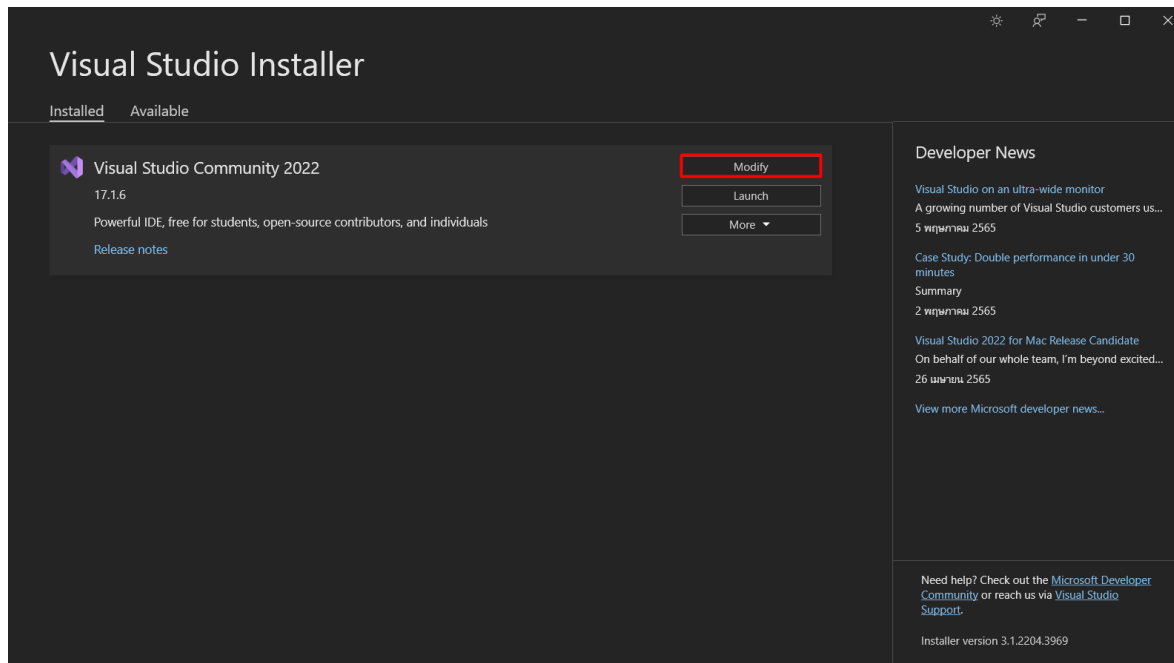 Visual Studio Installer
Installed Available
Visual Studio Community 2022
17.1.6
Powerful IDE, free for students, open-source contributors, and individuals
Release notes
Modify
Launch
More
Developer News
Visual Studio on an ultra-wide monitor
A growing number of Visual Studio customers us...
5 พฤษภาคม 2565
Case Study: Double performance in under 30
minutes
Summary
2 พฤษภาคม 2565
Visual Studio 2022 for Mac Release Candidate
On behalf of our whole team, I'm beyond excited...
26 เมษายน 2565
View more Microsoft developer news...
Need help? Check out the Microsoft Developer
Community or reach us via Visual Studio
Support.
Installer version 3.1.2204.3969